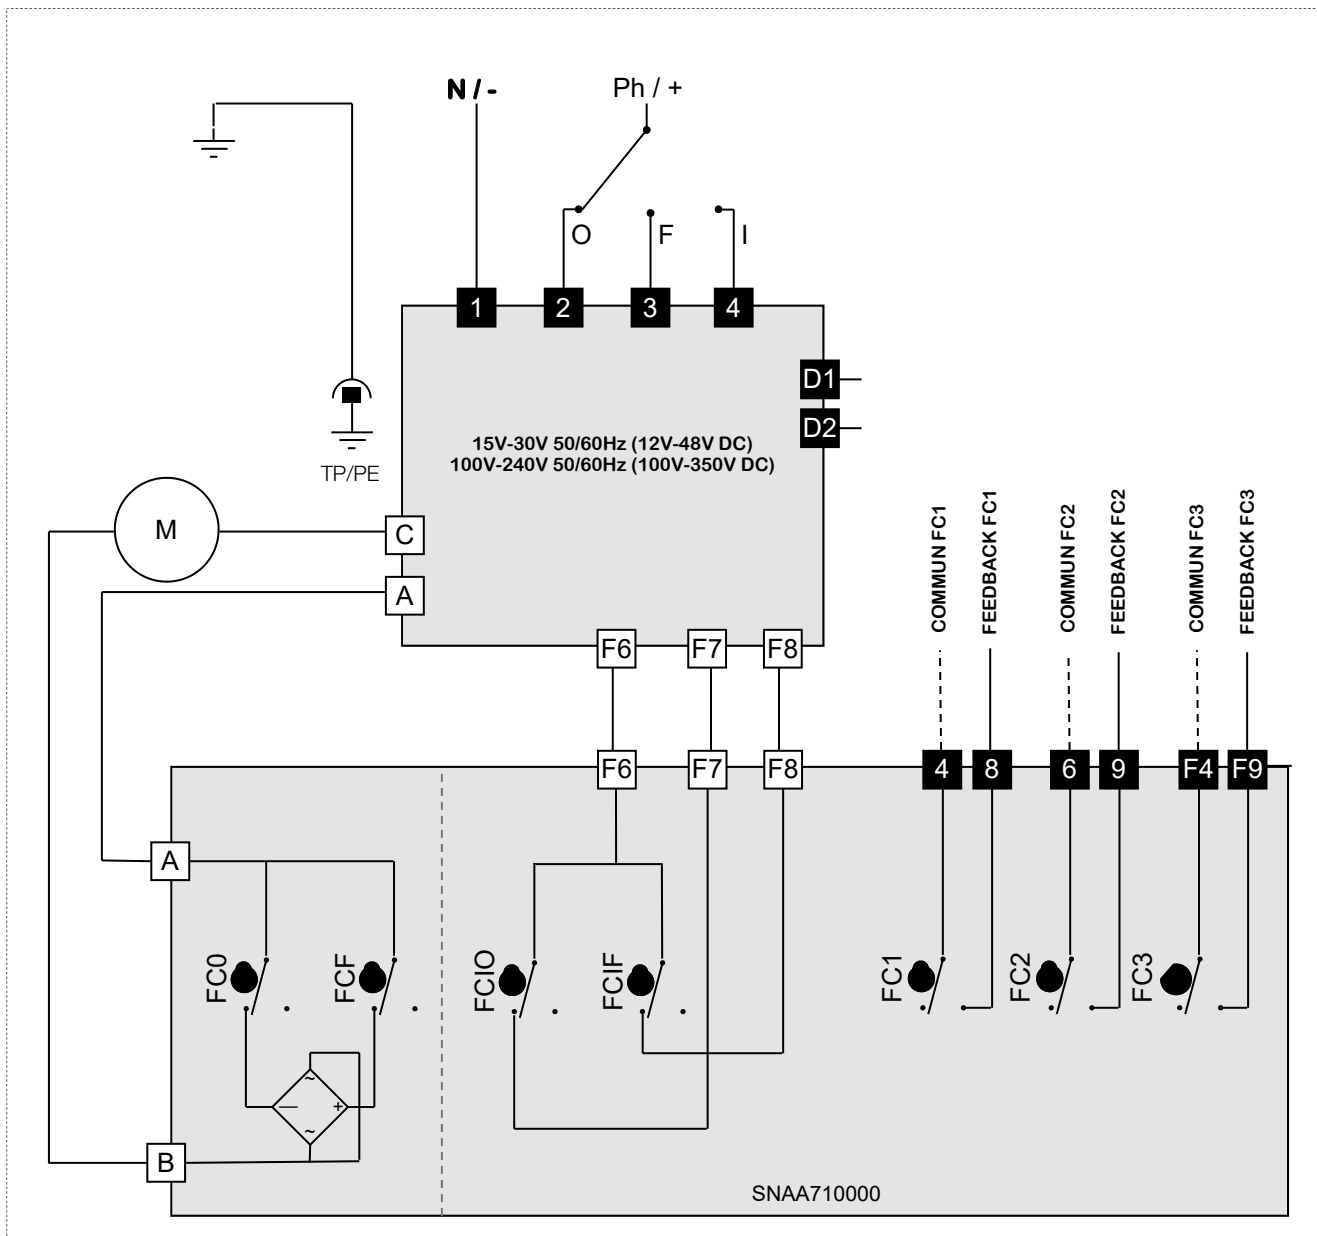 N / -
Ph / +
O
F
I
1
2
3
4
D1
D2
15V-30V 50/60Hz (12V-48V DC)
100V-240V 50/60Hz (100V-350V DC)
TP/PE
M
C
A
F6
F7
F8
COMMUN FC1
FEEDBACK FC1
COMMUN FC2
FEEDBACK FC2
COMMUN FC3
FEEDBACK FC3
F6
F7
F8
4
8
6
9
F4
F9
A
FC0
FCF
FCIO
FCIF
FC1
FC2
FC3
~
— +
~
B
SNAA710000